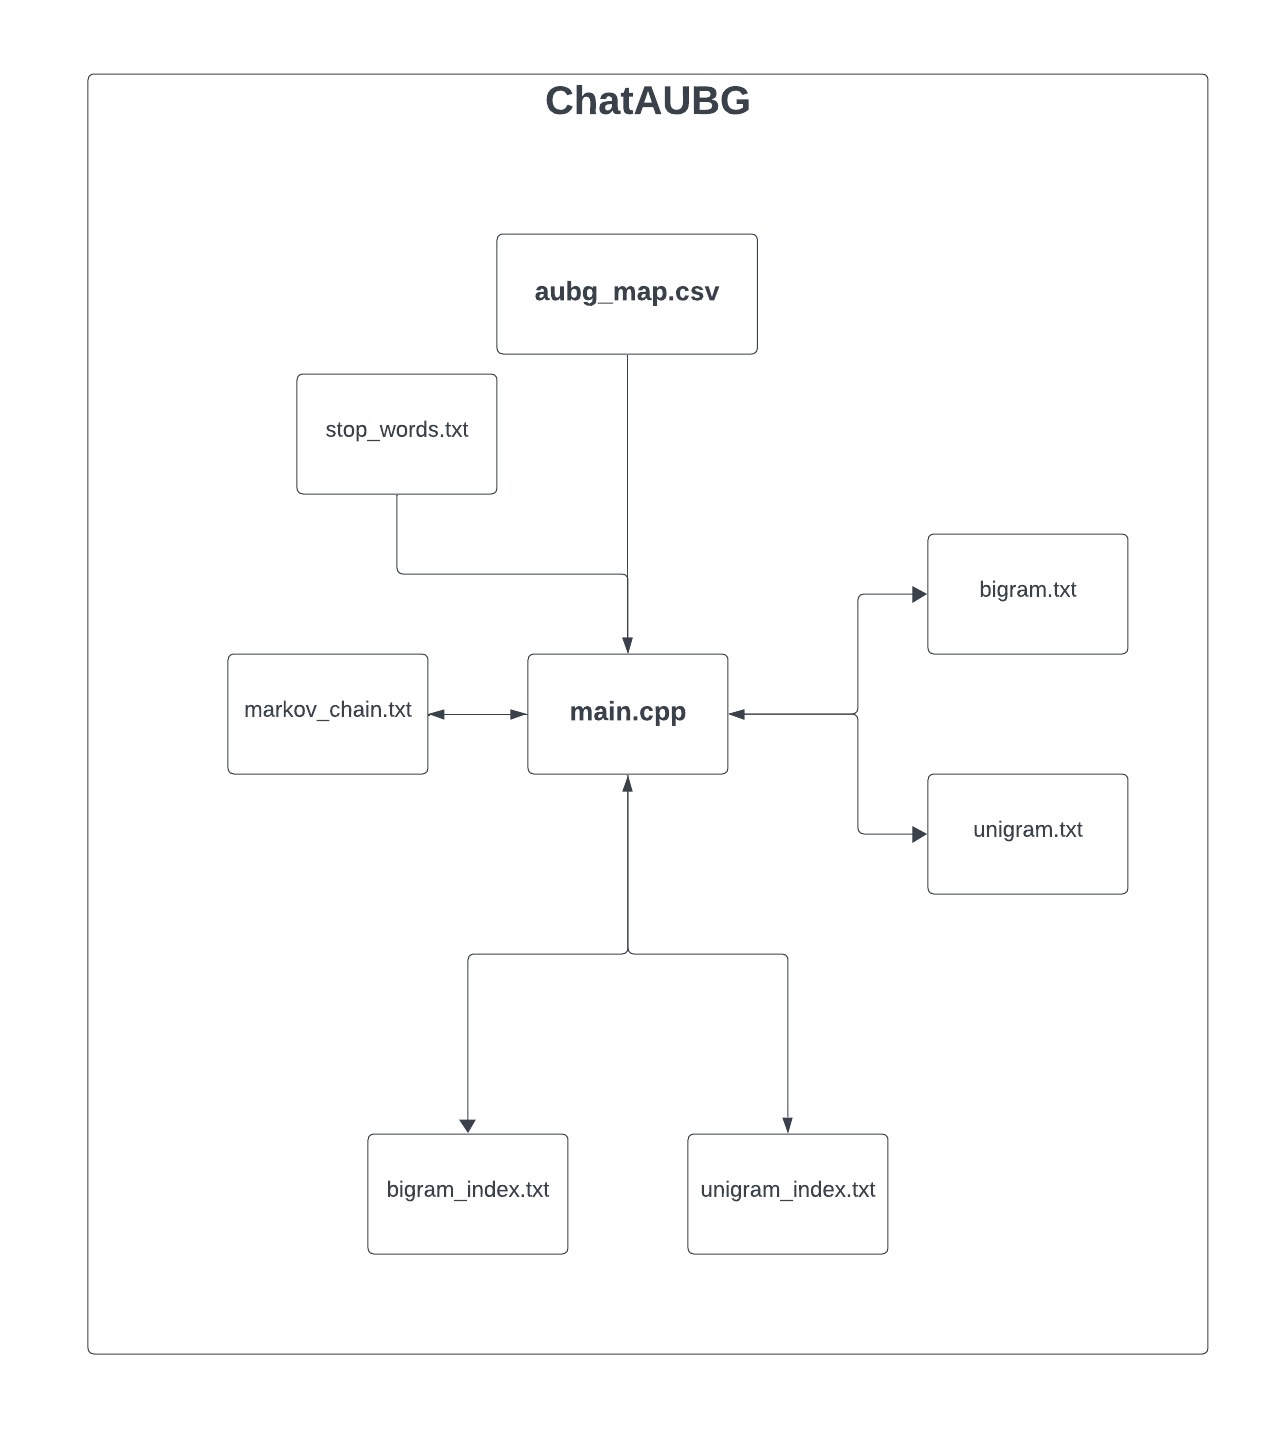 ChatAUBG
aubg_map.csv
stop_words.txt
bigram.txt
markov_chain.txt
main.cpp
unigram.txt
bigram_index.txt
unigram_index.txt